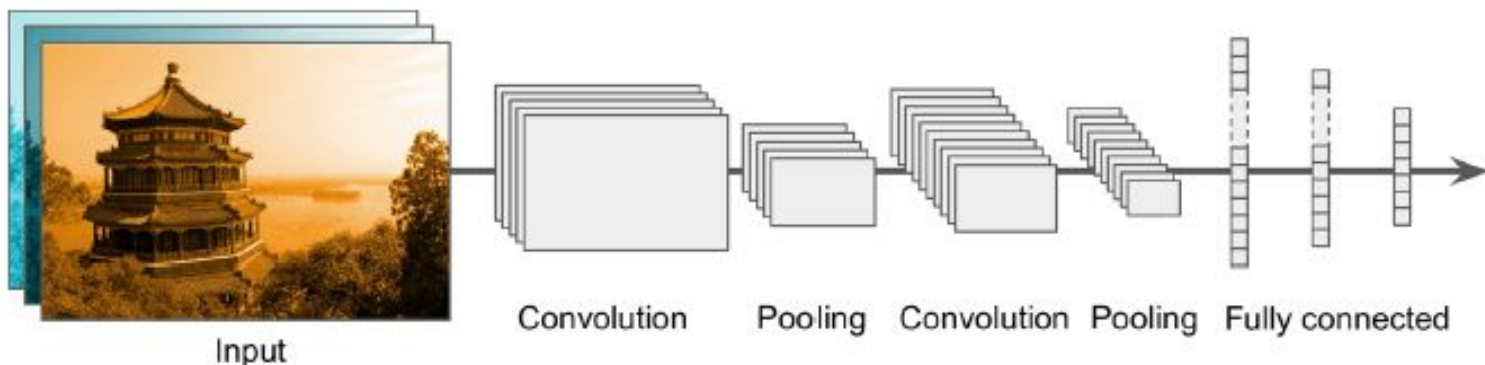 Convolution
Pooling
Convolution
Pooling
Fully connected
Input